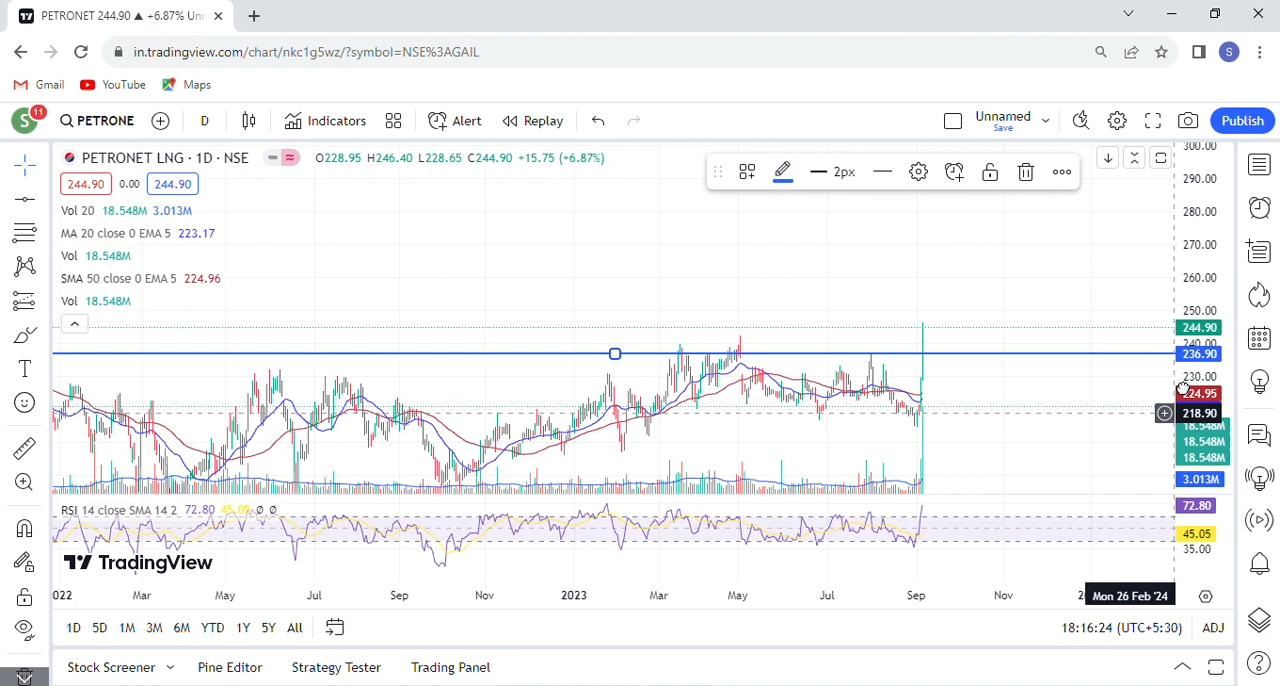 PETRONET 244.90 ▲ +6.87% Unn
in.tradingview.com/chart/nkc1g5wz/?symbol=NSE%3AGAIL
S
Gmail YouTube Maps
S 11 PETRONE D Indicators Alert Replay Unnamed Save Publish
PETRONET LNG · 1D · NSE O228.95 H246.40 L228.65 C244.90 +15.75 (+6.87%)
2px
244.90 0.00 244.90
Vol 20 18.548M 3.013M
MA 20 close 0 EMA 5 223.17
Vol 18.548M
SMA 50 close 0 EMA 5 224.96
Vol 18.548M
300.00
290.00
280.00
270.00
260.00
250.00
244.90
240.00
236.90
230.00
224.95
218.90
18.548M
18.548M
18.548M
3.013M
RSI 14 close SMA 14 2 72.80 45.05 Ø Ø
72.80
45.05
35.00
TradingView
2022 Mar May Jul Sep Nov 2023 Mar May Jul Sep Nov Mon 26 Feb '24
1D 5D 1M 3M 6M YTD 1Y 5Y All 18:16:24 (UTC+5:30) ADJ
Stock Screener Pine Editor Strategy Tester Trading Panel